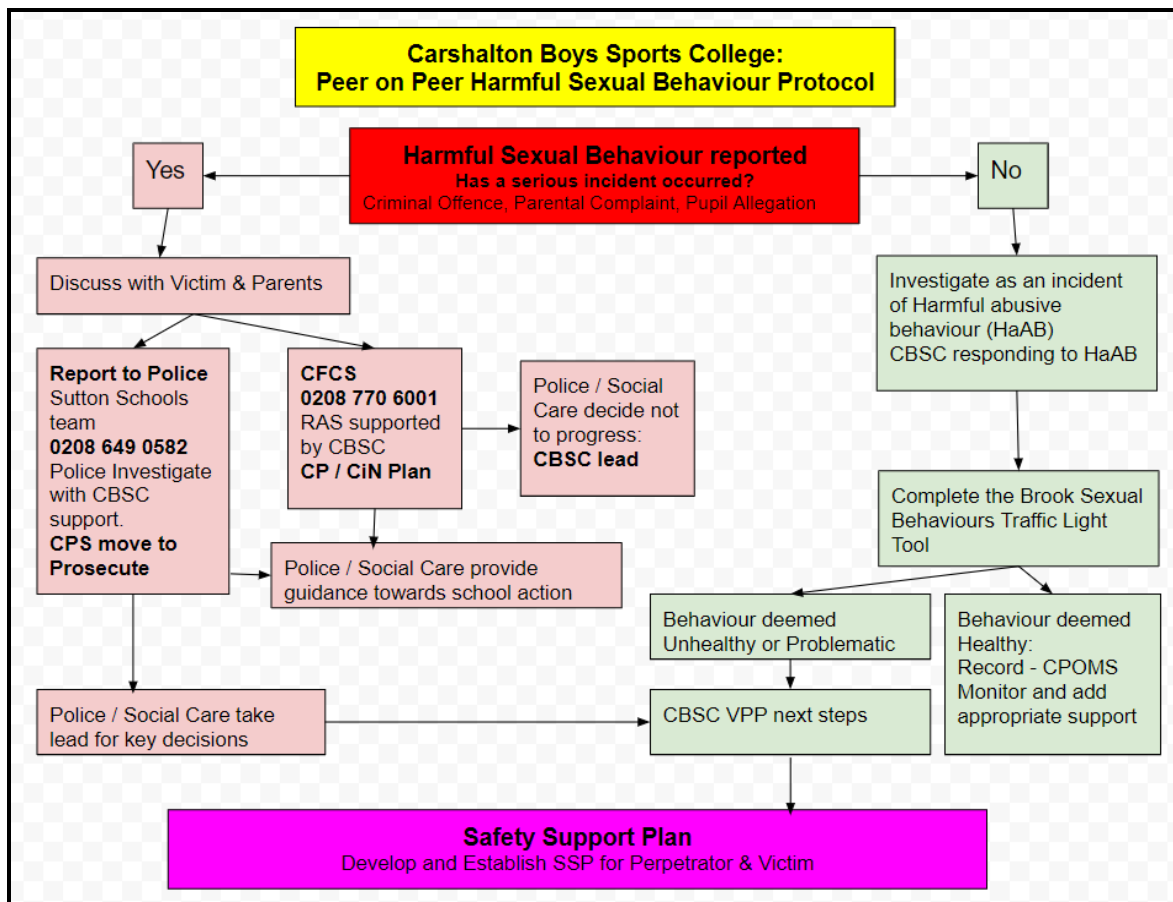 Carshalton Boys Sports College:
Peer on Peer Harmful Sexual Behaviour Protocol
Harmful Sexual Behaviour reported
Has a serious incident occurred?
Criminal Offence, Parental Complaint, Pupil Allegation
Yes
No
Discuss with Victim & Parents
Report to Police
Sutton Schools
team
0208 649 0582
Police Investigate
with CBSC
support.
CPS move to
Prosecute
CFCS
0208 770 6001
RAS supported
by CBSC
CP / CiN Plan
Police / Social
Care decide not
to progress:
CBSC lead
Police / Social Care provide
guidance towards school action
Police / Social Care take
lead for key decisions
Investigate as an incident
of Harmful abusive
behaviour (HaAB)
CBSC responding to HaAB
Complete the Brook Sexual
Behaviours Traffic Light
Tool
Behaviour deemed
Unhealthy or Problematic
Behaviour deemed
Healthy:
Record - CPOMS
Monitor and add
appropriate support
CBSC VPP next steps
Safety Support Plan
Develop and Establish SSP for Perpetrator & Victim